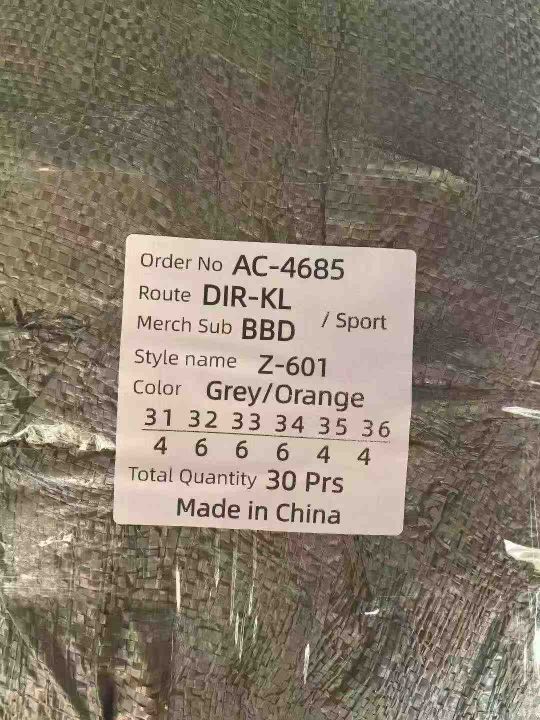 Order No AC-4685
Route DIR-KL
Merch Sub BBD / Sport
Style name Z-601
Color Grey/Orange
31 32 33 34 35 36
4 6 6 6 4 4
Total Quantity 30 Prs
Made in China